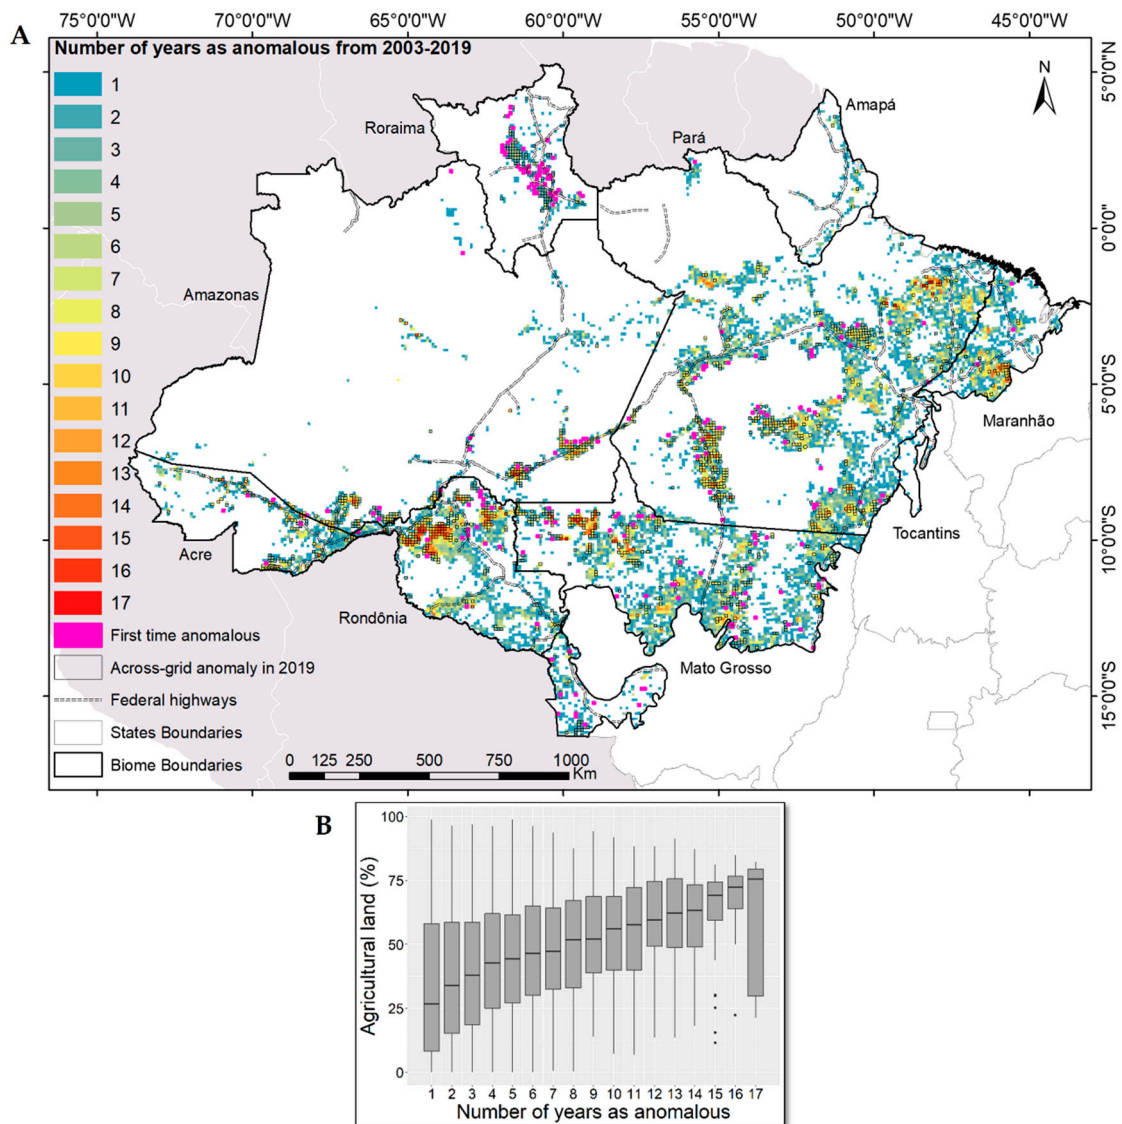 75°0'0"W 70°0'0"W 65°0'0"W 60°0'0"W 55°0'0"W 50°0'0"W 45°0'0"W
A
Number of years as anomalous from 2003-2019
1
2
3
4
5
6
7
8
9
10
11
12
13
14
15
16
17
First time anomalous
Across-grid anomaly in 2019
Federal highways
States Boundaries
Biome Boundaries
N
Roraima
Pará
Amapá
Amazonas
Maranhão
Tocantins
Acre
Rondônia
Mato Grosso
5°0'0"N
0°0'0"
5°0'0"S
10°0'0"S
15°0'0"S
0 125 250 500 750 1000
Km
B
Agricultural land (%)
100
75
50
25
0
1 2 3 4 5 6 7 8 9 10 11 12 13 14 15 16 17
Number of years as anomalous